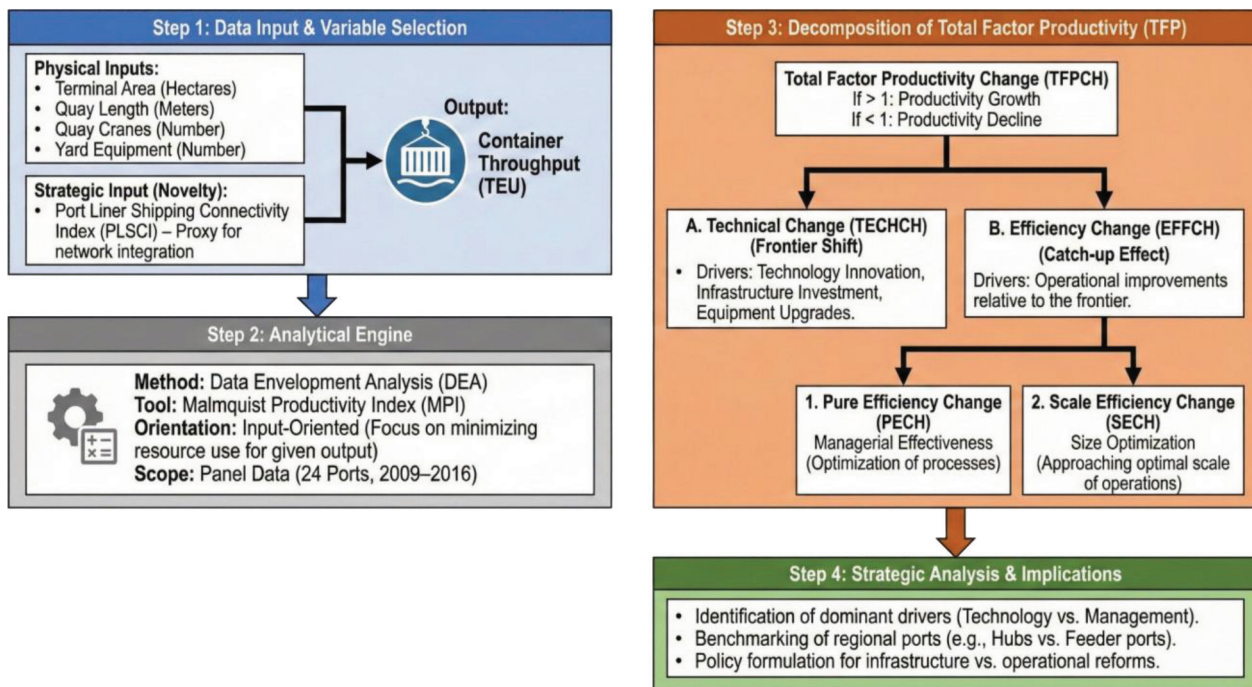 Step 1: Data Input & Variable Selection
Physical Inputs:
• Terminal Area (Hectares)
• Quay Length (Meters)
• Quay Cranes (Number)
• Yard Equipment (Number)
Strategic Input (Novelty):
• Port Liner Shipping Connectivity
Index (PLSCI) – Proxy for
network integration
Output:
Container
Throughput
(TEU)
Step 2: Analytical Engine
Method: Data Envelopment Analysis (DEA)
Tool: Malmquist Productivity Index (MPI)
Orientation: Input-Oriented (Focus on minimizing
resource use for given output)
Scope: Panel Data (24 Ports, 2009–2016)
Step 3: Decomposition of Total Factor Productivity (TFP)
Total Factor Productivity Change (TFPCH)
If > 1: Productivity Growth
If < 1: Productivity Decline
A. Technical Change (TECHCH)
(Frontier Shift)
• Drivers: Technology Innovation,
Infrastructure Investment,
Equipment Upgrades.
B. Efficiency Change (EFFCH)
(Catch-up Effect)
Drivers: Operational improvements
relative to the frontier.
1. Pure Efficiency Change
(PECH)
Managerial Effectiveness
(Optimization of processes)
2. Scale Efficiency Change
(SECH)
Size Optimization
(Approaching optimal scale
of operations)
Step 4: Strategic Analysis & Implications
• Identification of dominant drivers (Technology vs. Management).
• Benchmarking of regional ports (e.g., Hubs vs. Feeder ports).
• Policy formulation for infrastructure vs. operational reforms.